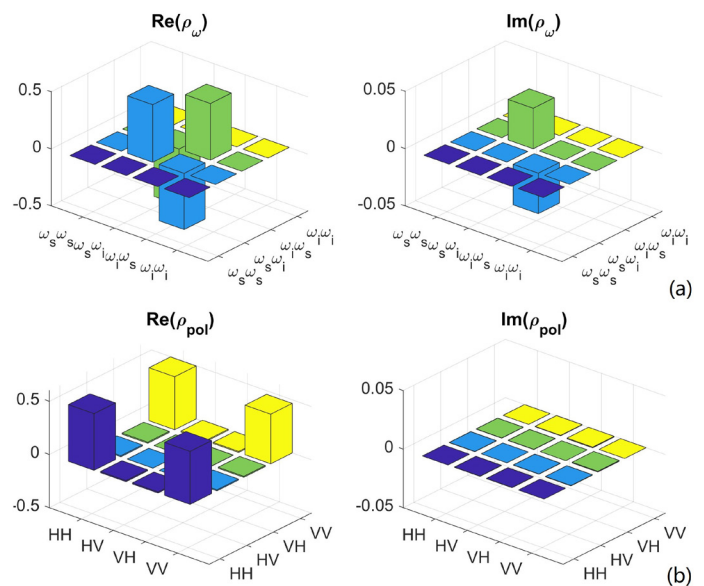 Re(ρω) Im(ρω)
0.5 0.05
0 0
-0.5 -0.05
ωsωs ωsωi ωiωs ωiωi ωsωs ωsωi ωiωs ωiωi ωsωs ωsωi ωiωs ωiωi ωsωs ωsωi ωiωs ωiωi
(a)
Re(ρpol) Im(ρpol)
0.5 0.05
0 0
-0.5 -0.05
HH HV VH VV HH HV VH VV HH HV VH VV HH HV VH VV
(b)